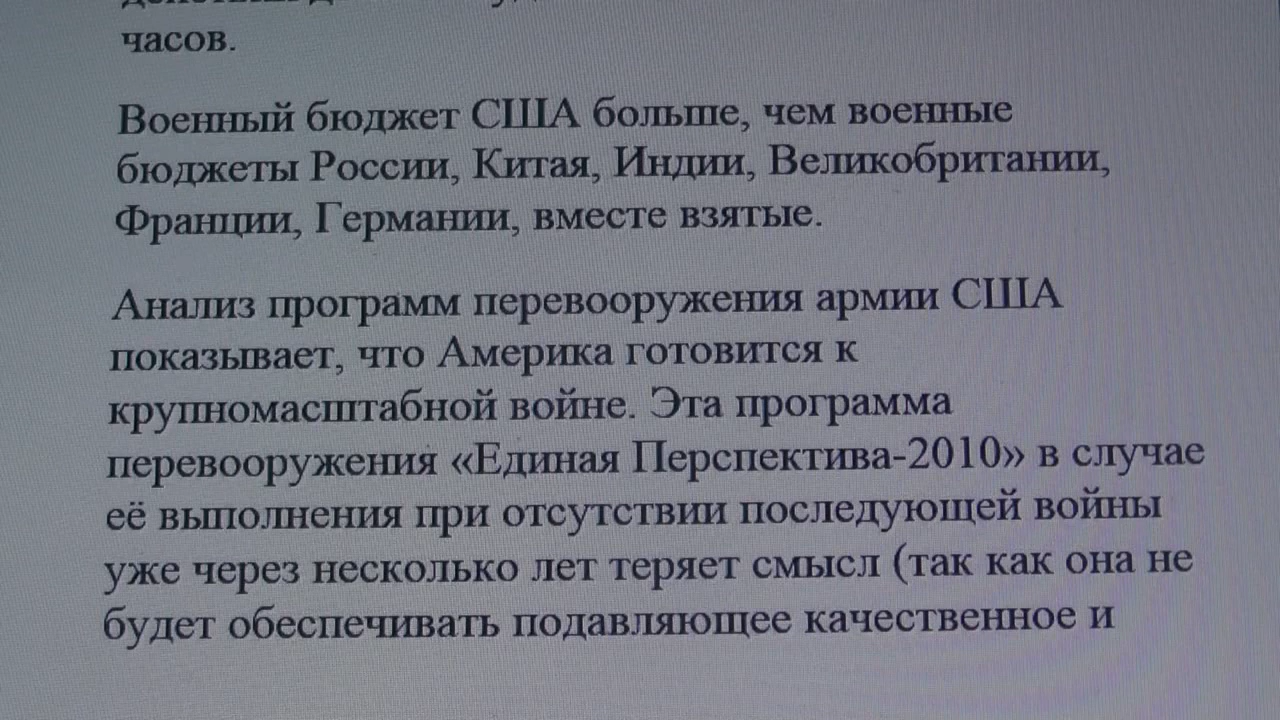 часов.
Военный бюджет США больше, чем военные
бюджеты России, Китая, Индии, Великобритании,
Франции, Германии, вместе взятые.
Анализ программ перевооружения армии США
показывает, что Америка готовится к
крупномасштабной войне. Эта программа
перевооружения «Единая Перспектива-2010» в случае
её выполнения при отсутствии последующей войны
уже через несколько лет теряет смысл (так как она не
будет обеспечивать подавляющее качественное и